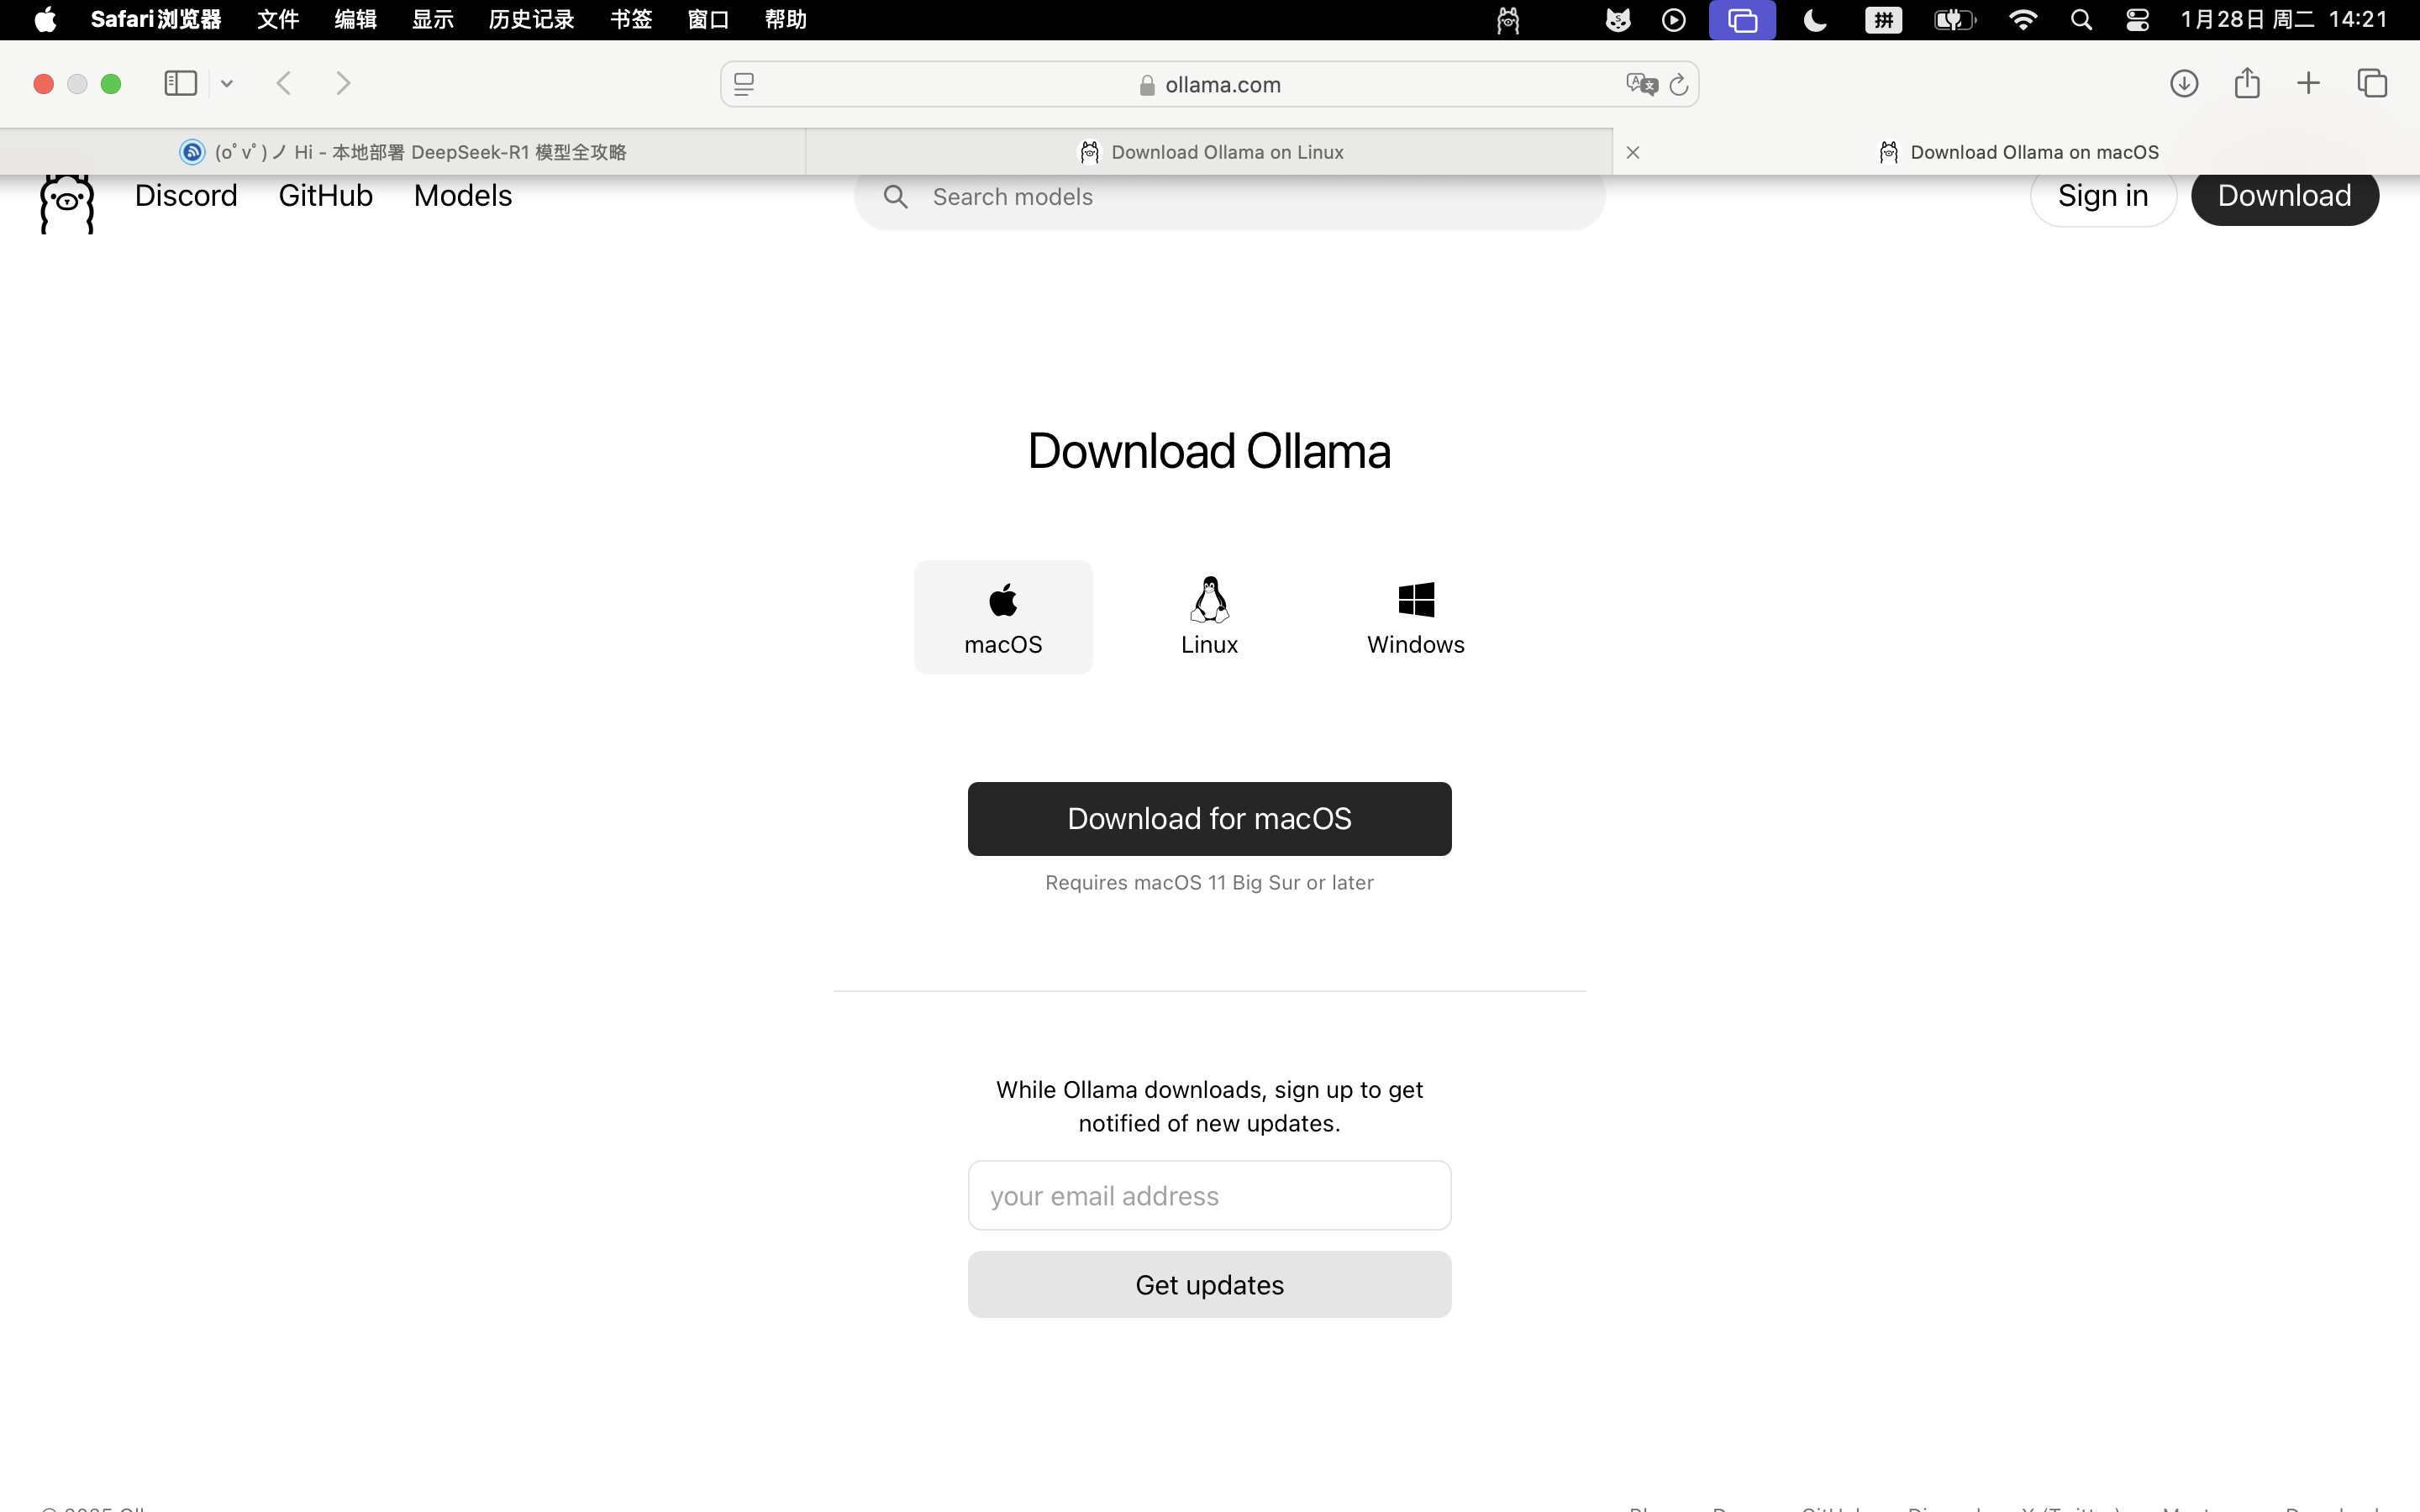 Safari浏览器 文件 编辑 显示 历史记录 书签 窗口 帮助 拼 1月28日 周二 14:21
ollama.com
(oﾟvﾟ)ノ Hi - 本地部署 DeepSeek-R1 模型全攻略
Download Ollama on Linux
Download Ollama on macOS
Discord GitHub Models Search models Sign in Download
Download Ollama
macOS Linux Windows
Download for macOS
Requires macOS 11 Big Sur or later
While Ollama downloads, sign up to get
notified of new updates.
your email address
Get updates